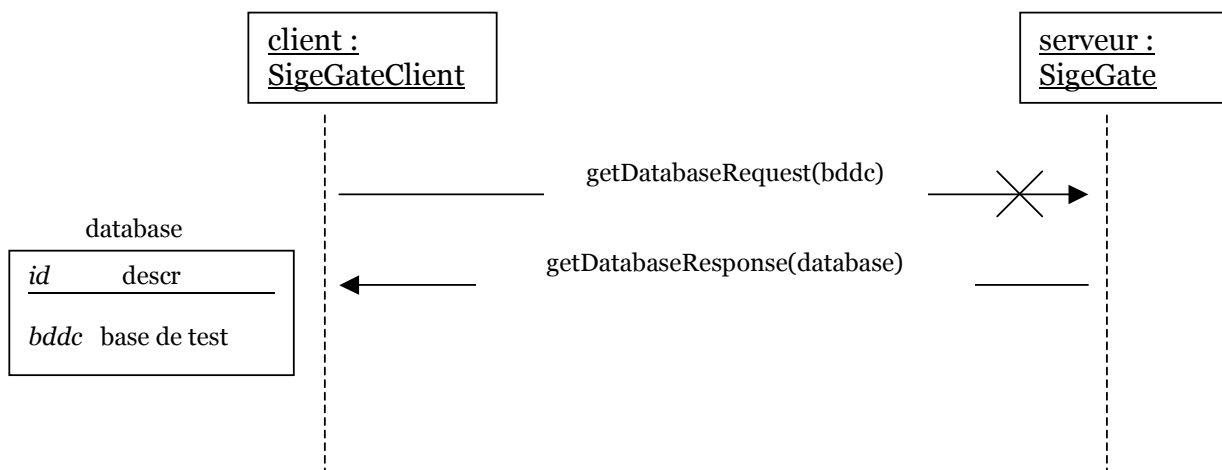 client :
SigeGateClient
serveur :
SigeGate
getDatabaseRequest(bddc)
database
id descr
bddc base de test
getDatabaseResponse(database)